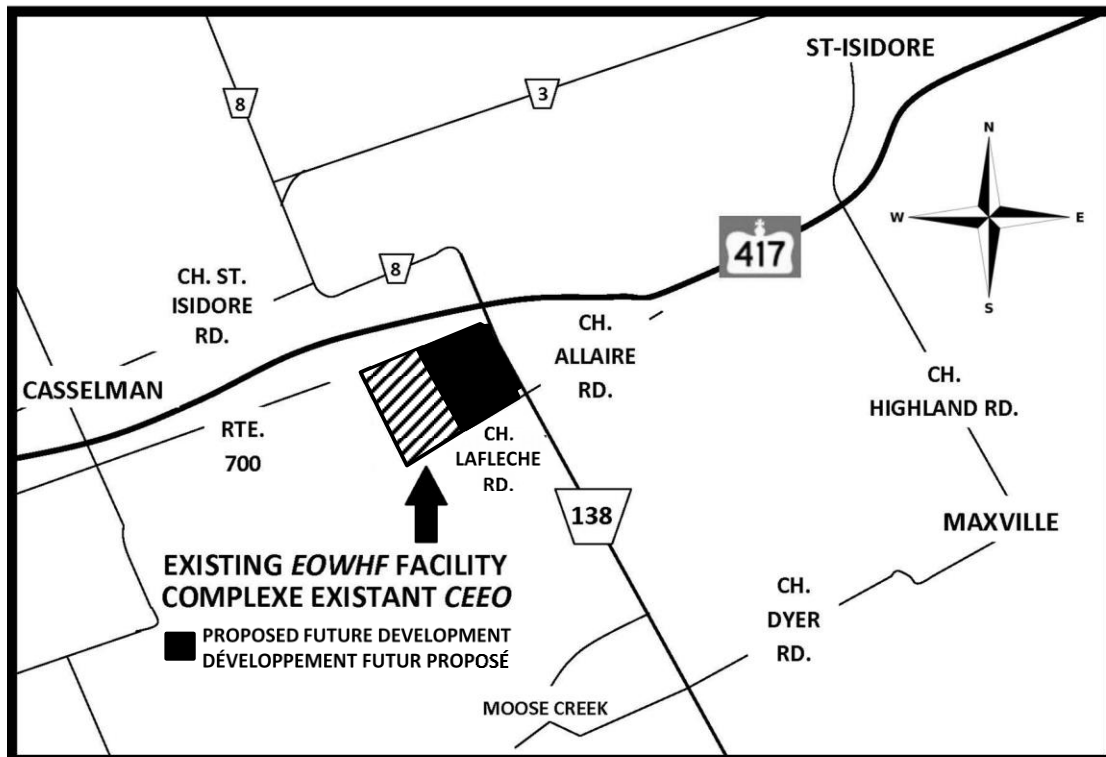 ST-ISIDORE
8
3
N
W
E
S
417
CH. ST.
ISIDORE
RD.
8
CH.
ALLAIRE
RD.
CASSELMAN
RTE.
700
CH.
LAFLECHE
RD.
CH.
HIGHLAND RD.
138
MAXVILLE
EXISTING EOWHF FACILITY
COMPLEXE EXISTANT CEEO
PROPOSED FUTURE DEVELOPMENT
DÉVELOPPEMENT FUTUR PROPOSÉ
CH.
DYER
RD.
MOOSE CREEK